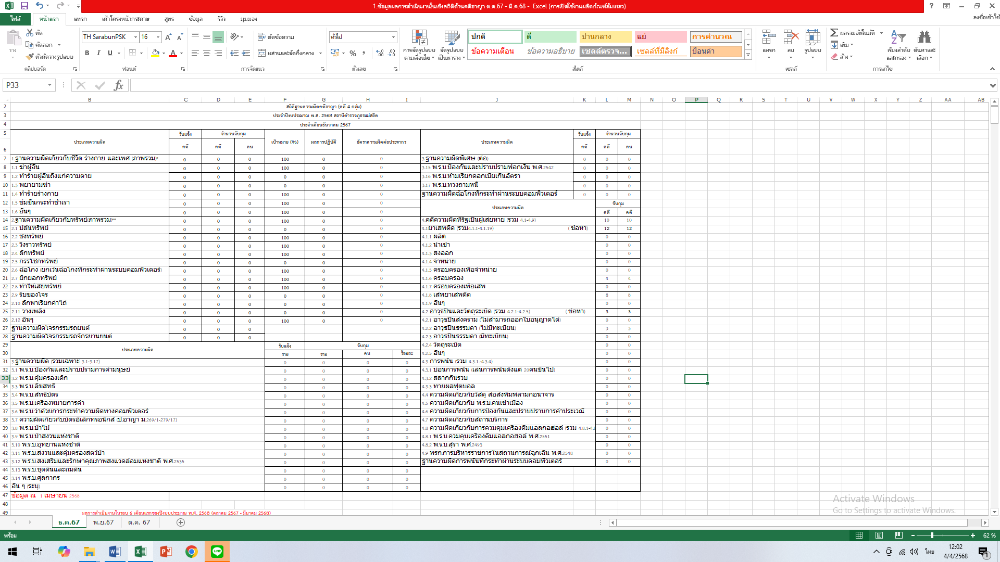 1.ข้อมูลผลการดำเนินงานในเชิงสถิติด้านคดีอาญา ต.ค.67 - มี.ค.68 - Excel (การเปิดใช้งานผลิตภัณฑ์ล้มเหลว)
ไฟล์ หน้าแรก แทรก เค้าโครงหน้ากระดาษ สูตร ข้อมูล รีวิว มุมมอง ลงชื่อเข้าใช้
วาง ตัด คัดลอก ตัวคัดวางรูปแบบ คลิปบอร์ด
TH SarabunPSK 16 B I U ฟอนต์
ตัดข้อความ ผสานและจัดกึ่งกลาง การจัดแนว
ทั่วไป % ตัวเลข
การจัดรูปแบบตามเงื่อนไข จัดรูปแบบเป็นตาราง
ปกติ ดี ปานกลาง แย่ การคำนวณ
ข้อความเตือน ข้อความอธิบาย เซลล์ตรวจ... เซลล์ที่มีลิงก์ ป้อนค่า
สไตล์
แทรก ลบ รูปแบบ เซลล์
ผลรวมอัตโนมัติ เติม ล้าง เรียงลำดับและกรอง ค้นหาและเลือก การแก้ไข
P33 fx
B C D E F G H I J K L M N O P Q R S T U V W X Y Z AA AB
2 สถิติฐานความผิดคดีอาญา (คดี 4 กลุ่ม)
3 ประจำปีงบประมาณ พ.ศ. 2568 สถานีตำรวจภูธรแม่สลิด
4 ประจำเดือนธันวาคม 2567
5 ประเภทความผิด รับแจ้ง จำนวนจับกุม เป้าหมาย (%) ผลการปฏิบัติ อัตราความผิดต่อประชากร ประเภทความผิด รับแจ้ง จำนวนจับกุม
6 คดี คดี คน คดี คดี คน
7 1.ฐานความผิดเกี่ยวกับชีวิต ร่างกาย และเพศ (ภาพรวม)* 0 0 0 100 0 0 3.ฐานความผิดพิเศษ (ต่อ) 0 0 0
8 1.1 ฆ่าผู้อื่น 0 0 0 100 0 0 3.15 พ.ร.บ.ป้องกันและปราบปรามฟอกเงิน พ.ศ.2542 0 0 0
9 1.2 ทำร้ายผู้อื่นถึงแก่ความตาย 0 0 0 0 0 0 3.16 พ.ร.บ.ห้ามเรียกดอกเบี้ยเกินอัตรา 0 0 0
10 1.3 พยายามฆ่า 0 0 0 0 0 0 3.17 พ.ร.บ.ทวงถามหนี้ 0 0 0
11 1.4 ทำร้ายร่างกาย 0 0 0 100 0 0 ฐานความผิดฉ้อโกงที่กระทำผ่านระบบคอมพิวเตอร์ 0 0 0
12 1.5 ข่มขืนกระทำชำเรา 0 0 0 100 0 0 ประเภทความผิด จับกุม
13 1.6 อื่นๆ 0 0 0 100 0 0 คดี คดี
14 2.ฐานความผิดเกี่ยวกับทรัพย์(ภาพรวม)** 0 0 0 100 0 0 4.คดีความผิดที่รัฐเป็นผู้เสียหาย (รวม 4.1-4.9) 10 10
15 2.1 ปล้นทรัพย์ 0 0 0 0 0 0 4.1ยาเสพติด (รวม4.1.1-4.1.19) ( ข้อหา) 12 12
16 2.2 ชิงทรัพย์ 0 0 0 100 0 0 4.1.1 ผลิต 0 0
17 2.3 วิ่งราวทรัพย์ 0 0 0 100 0 0 4.1.2 นำเข้า 0 0
18 2.4 ลักทรัพย์ 0 0 0 100 0 0 4.1.3 ส่งออก 0 0
19 2.5 กรรโชกทรัพย์ 0 0 0 0 0 0 4.1.4 จำหน่าย 0 0
20 2.6 ฉ้อโกง (ยกเว้นฉ้อโกงที่กระทำผ่านระบบคอมพิวเตอร์) 0 0 0 100 0 0 4.1.5 ครอบครองเพื่อจำหน่าย 0 0
21 2.7 ยักยอกทรัพย์ 0 0 0 100 0 0 4.1.6 ครอบครอง 4 4
22 2.8 ทำให้เสียทรัพย์ 0 0 0 100 0 0 4.1.7 ครอบครองเพื่อเสพ 0 0
23 2.9 รับของโจร 0 0 0 0 0 0 4.1.8 เสพยาเสพติด 8 8
24 2.10 ลักพาเรียกค่าไถ่ 0 0 0 0 0 0 4.1.9 อื่นๆ 0 0
25 2.11 วางเพลิง 0 0 0 0 0 0 4.2 อาวุธปืนและวัตถุระเบิด (รวม 4.2.1-4.2.5) ( ข้อหา) 3 3
26 2.12 อื่นๆ 0 0 0 100 0 0 4.2.1 อาวุธปืนสงคราม (ไม่สามารถออกใบอนุญาตได้) 0 0
27 ฐานความผิดโจรกรรมรถยนต์ 0 0 0 4.2.2 อาวุธปืนธรรมดา (ไม่มีทะเบียน) 3 3
28 ฐานความผิดโจรกรรมรถจักรยานยนต์ 0 0 0 4.2.3 อาวุธปืนธรรมดา (มีทะเบียน) 0 0
29 ประเภทความผิด รับแจ้ง จับกุม 4.2.4 วัตถุระเบิด 0 0
30 ราย ราย คน ร้อยละ 4.2.5 อื่นๆ 0 0
31 3.ฐานความผิด (รวมเฉพาะ 3.1-3.17) 0 0 0 0 4.3 การพนัน (รวม 4.3.1.-4.3.4) 0 0
32 3.1 พ.ร.บ.ป้องกันและปราบปรามการค้ามนุษย์ 0 0 0 0 4.3.1 บ่อนการพนัน (เล่นการพนันตั้งแต่ 20คนขึ้นไป) 0 0
33 3.2 พ.ร.บ.คุ้มครองเด็ก 0 0 0 0 4.3.2 สลากกินรวบ 0 0
34 3.3 พ.ร.บ.ลิขสิทธิ์ 0 0 0 0 4.3.3 ทายผลฟุตบอล 0 0
35 3.4 พ.ร.บ.สิทธิบัตร 0 0 0 0 4.4 ความผิดเกี่ยวกับวัสดุ สื่อสิ่งพิมพ์ลามกอนาจาร 0 0
36 3.5 พ.ร.บ.เครื่องหมายการค้า 0 0 0 0 4.5 ความผิดเกี่ยวกับ พ.ร.บ.คนเข้าเมือง 0 0
37 3.6 พ.ร.บ.ว่าด้วยการกระทำความผิดทางคอมพิวเตอร์ 0 0 0 0 4.6 ความผิดเกี่ยวกับการป้องกันและปราบปราบการค้าประเวณี 0 0
38 3.7 ความผิดเกี่ยวกับบัตรอิเล็กทรอนิกส์ (ป.อาญา ม.269/1-279/17) 0 0 0 0 4.7 ความผิดเกี่ยวกับสถานบริการ 0 0
39 3.8 พ.ร.บ.ป่าไม้ 0 0 0 0 4.8 ความผิดเกี่ยวกับการควมคุมเครื่องดื่มแอลกอฮอล์ (รวม 4.8.1-4.8 0 0
40 3.9 พ.ร.บ.ป่าสงวนแห่งชาติ 0 0 0 0 4.8.1 พ.ร.บ.ควมคุบเครื่องดื่มแอลกอฮอล์ พ.ศ.2551 0 0
41 3.10 พ.ร.บ.อุทยานแห่งชาติ 0 0 0 0 4.8.2 พ.ร.บ.สุรา พ.ศ.2493 0 0
42 3.11 พ.ร.บ.สงวนและคุ้มครองสัตว์ป่า 0 0 0 0 4.9 พรก.การบริหารราชการในสถานการณ์ฉุกเฉิน พ.ศ.2548 0 0
43 3.12 พ.ร.บ.ส่งเสริมและรักษาคุณภาพสิ่งแวดล้อมแห่งชาติ พ.ศ.2535 0 0 0 0 ฐานความผิดการพนันที่กระทำผ่านระบบคอมพิวเตอร์ 0 0
44 3.13 พ.ร.บ.ขุดดินและถมดิน 0 0 0 0
45 3.14 พ.ร.บ.ศุลกากร 0 0 0 0
46 อื่น ๆ (ระบุ) 0 0 0 0
47 ข้อมูล ณ 1 เมษายน 2568
48
49 ผลการดำเนินงานในรอบ 6 เดือนแรกของปีงบประมาณ พ.ศ. 2568 (ตุลาคม 2567 - มีนาคม 2568)
Activate Windows
Go to Settings to activate Windows.
ธ.ค.67 พ.ย.67 ต.ค. 67
พร้อม 62 %
ไทย 12:02
4/4/2568 1